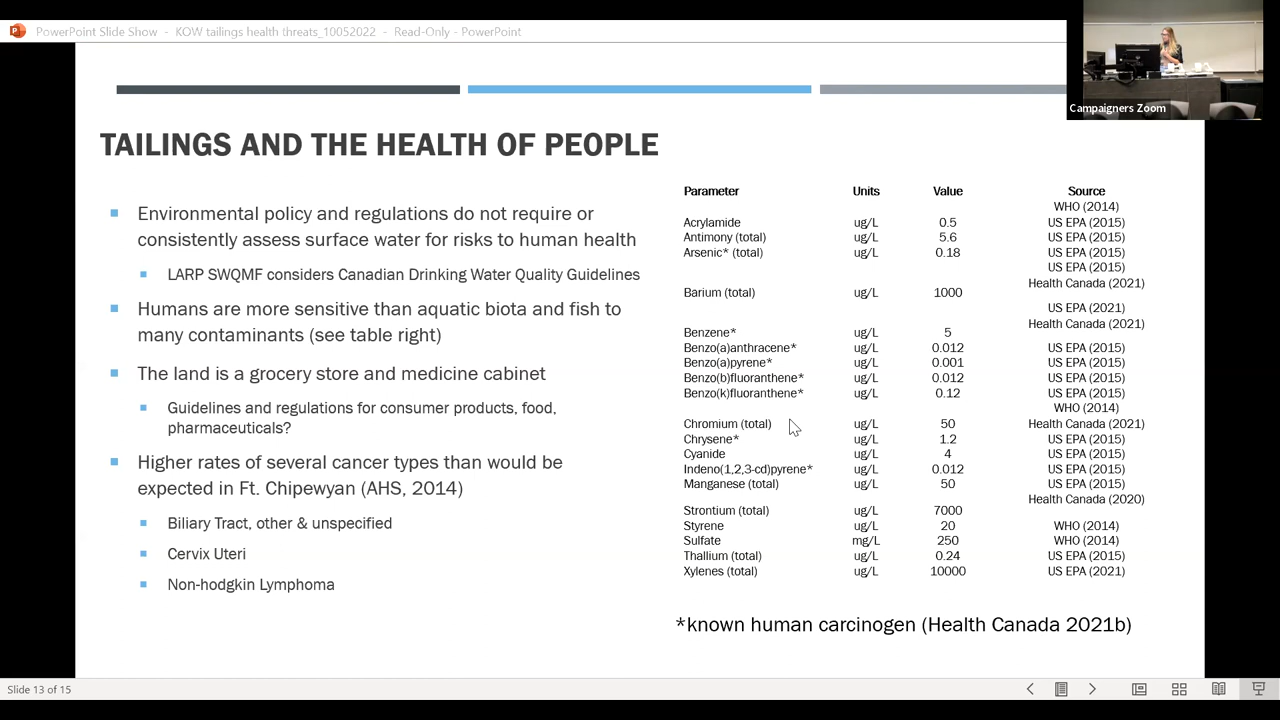 PowerPoint Slide Show - KOW tailings health threats_10052022 - Read-Only - PowerPoint
Campaigners Zoom
TAILINGS AND THE HEALTH OF PEOPLE
Environmental policy and regulations do not require or
consistently assess surface water for risks to human health
LARP SWQMF considers Canadian Drinking Water Quality Guidelines
Humans are more sensitive than aquatic biota and fish to
many contaminants (see table right)
The land is a grocery store and medicine cabinet
Guidelines and regulations for consumer products, food,
pharmaceuticals?
Higher rates of several cancer types than would be
expected in Ft. Chipewyan (AHS, 2014)
Biliary Tract, other & unspecified
Cervix Uteri
Non-hodgkin Lymphoma
Parameter Units Value Source
WHO (2014)
Acrylamide ug/L 0.5 US EPA (2015)
Antimony (total) ug/L 5.6 US EPA (2015)
Arsenic* (total) ug/L 0.18 US EPA (2015)
US EPA (2015)
Health Canada (2021)
Barium (total) ug/L 1000
US EPA (2021)
Health Canada (2021)
Benzene* ug/L 5
Benzo(a)anthracene* ug/L 0.012 US EPA (2015)
Benzo(a)pyrene* ug/L 0.001 US EPA (2015)
Benzo(b)fluoranthene* ug/L 0.012 US EPA (2015)
Benzo(k)fluoranthene* ug/L 0.12 US EPA (2015)
WHO (2014)
Chromium (total) ug/L 50 Health Canada (2021)
Chrysene* ug/L 1.2 US EPA (2015)
Cyanide ug/L 4 US EPA (2015)
Indeno(1,2,3-cd)pyrene* ug/L 0.012 US EPA (2015)
Manganese (total) ug/L 50 US EPA (2015)
Health Canada (2020)
Strontium (total) ug/L 7000
Styrene ug/L 20 WHO (2014)
Sulfate mg/L 250 WHO (2014)
Thallium (total) ug/L 0.24 US EPA (2015)
Xylenes (total) ug/L 10000 US EPA (2021)
*known human carcinogen (Health Canada 2021b)
Slide 13 of 15